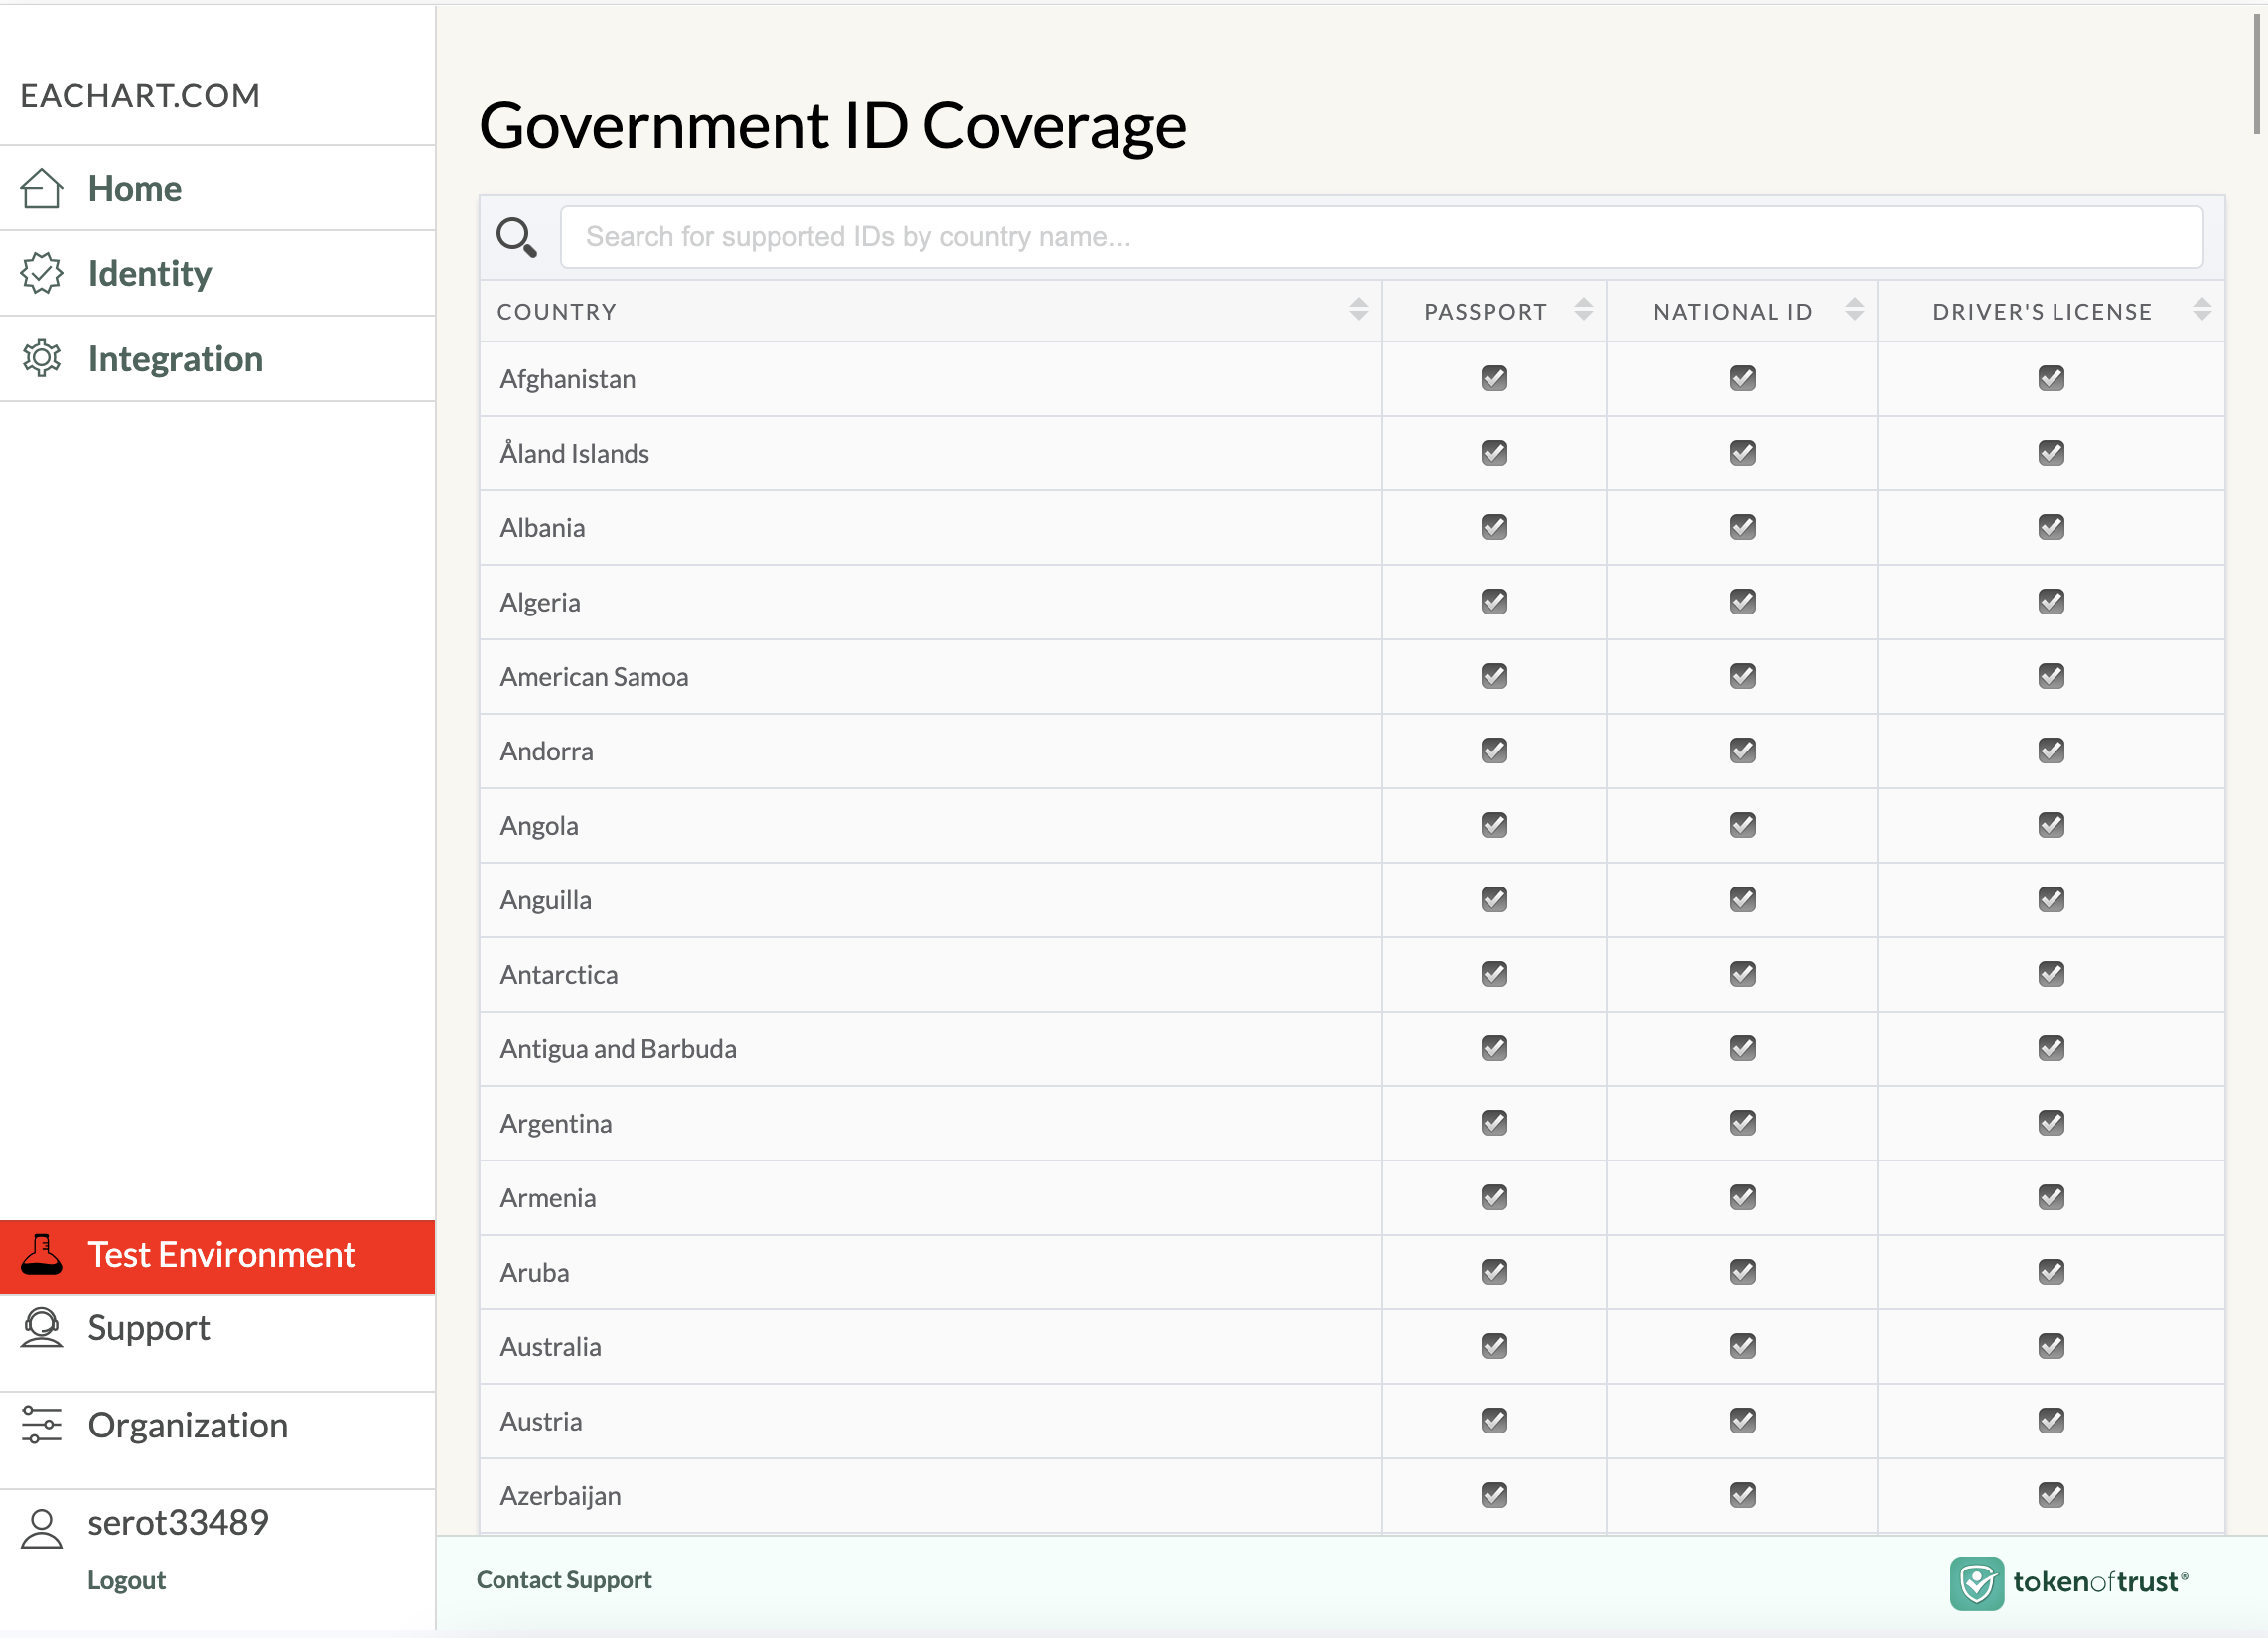 EACHART.COM
Home
Identity
Integration
Test Environment
Support
Organization
serot33489
Logout
Government ID Coverage
Search for supported IDs by country name...
COUNTRY PASSPORT NATIONAL ID DRIVER'S LICENSE
Afghanistan
Åland Islands
Albania
Algeria
American Samoa
Andorra
Angola
Anguilla
Antarctica
Antigua and Barbuda
Argentina
Armenia
Aruba
Australia
Austria
Azerbaijan
Contact Support
tokenoftrust®